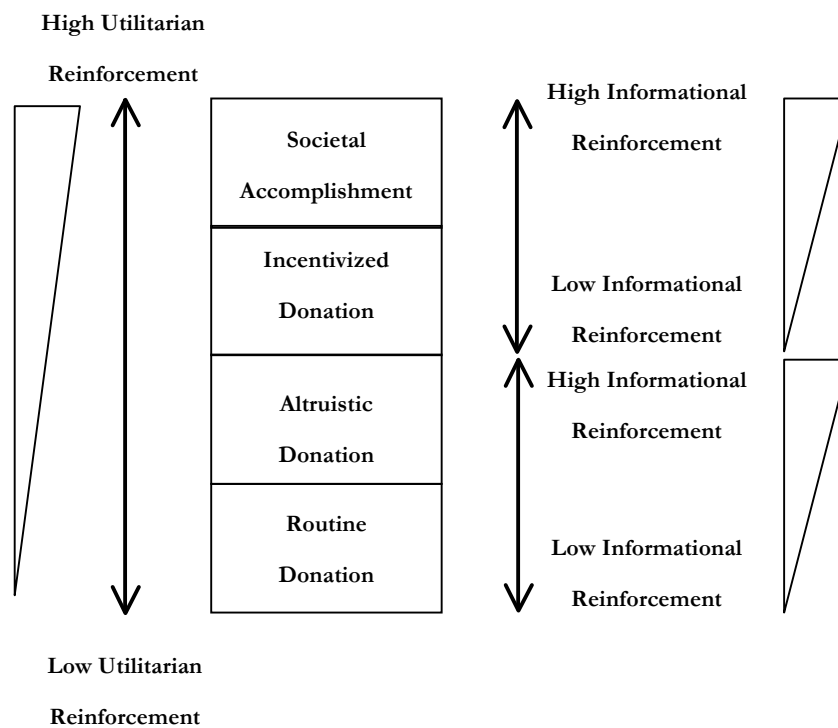 High Utilitarian
Reinforcement
Societal
Accomplishment
Incentivized
Donation
Altruistic
Donation
Routine
Donation
High Informational
Reinforcement
Low Informational
Reinforcement
High Informational
Reinforcement
Low Informational
Reinforcement
Low Utilitarian
Reinforcement